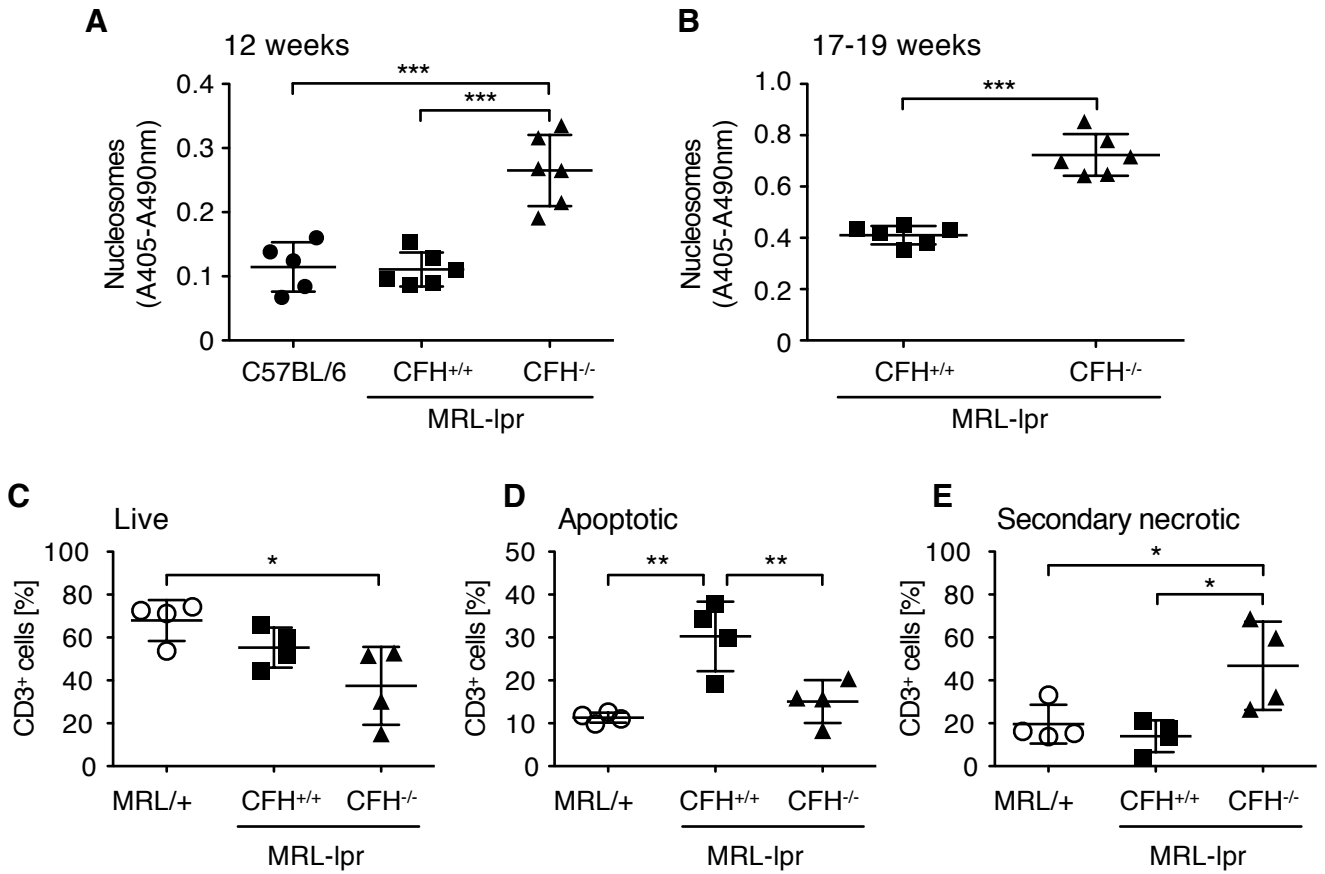 A
12 weeks
***
***
0.4
0.3
0.2
0.1
0
Nucleosomes
(A405-A490nm)
C57BL/6
CFH+/+
CFH-/-
MRL-lpr
B
17-19 weeks
***
1.0
0.8
0.6
0.4
0.2
0
Nucleosomes
(A405-A490nm)
CFH+/+
CFH-/-
MRL-lpr
C
Live
*
100
80
60
40
20
0
CD3+ cells [%]
MRL/+
CFH+/+
CFH-/-
MRL-lpr
D
Apoptotic
**
**
50
40
30
20
10
0
CD3+ cells [%]
MRL/+
CFH+/+
CFH-/-
MRL-lpr
E
Secondary necrotic
*
*
100
80
60
40
20
0
CD3+ cells [%]
MRL/+
CFH+/+
CFH-/-
MRL-lpr